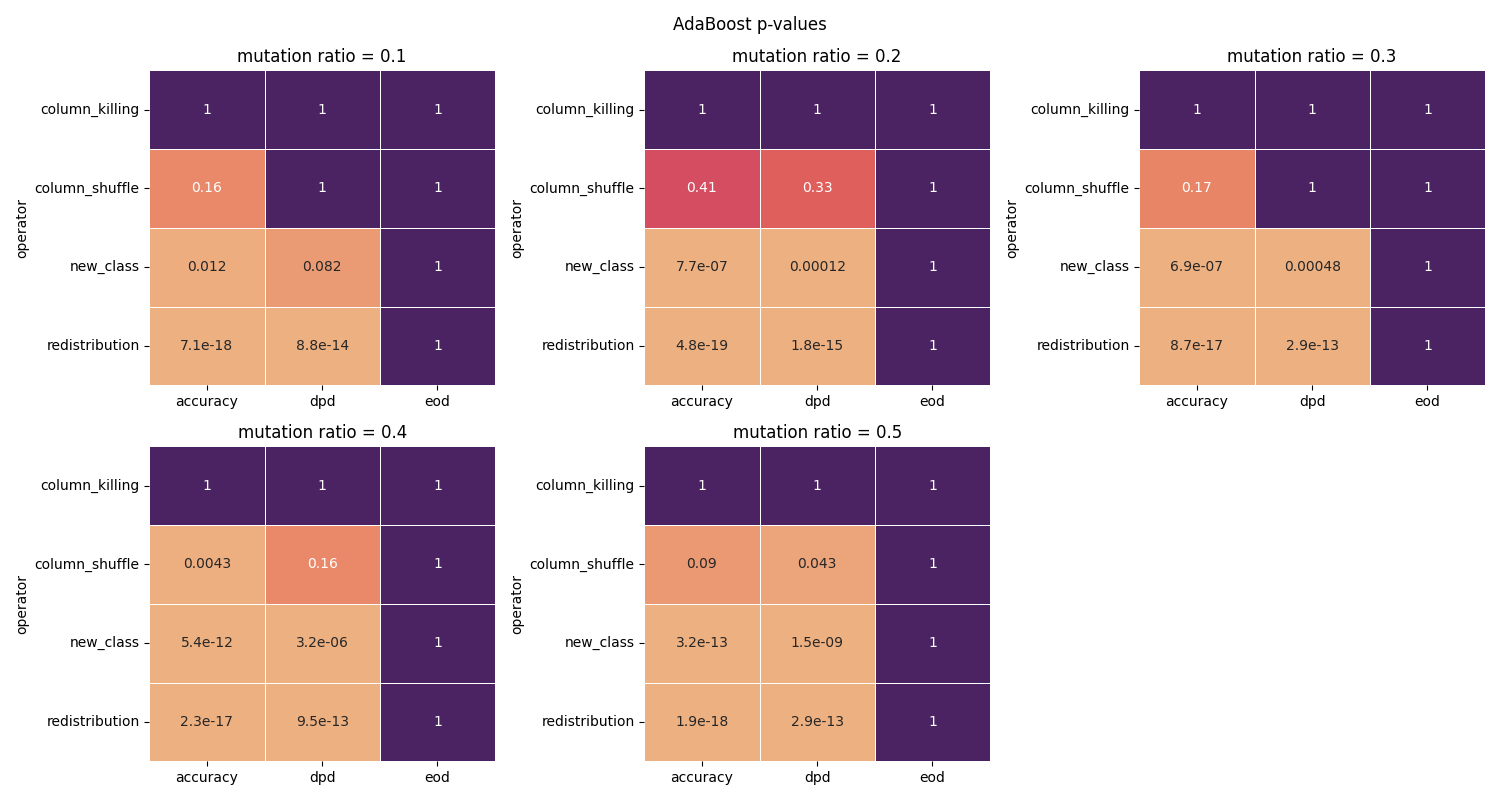 AdaBoost p-values
mutation ratio = 0.1
operator
column_killing 1 1 1
column_shuffle 0.16 1 1
new_class 0.012 0.082 1
redistribution 7.1e-18 8.8e-14 1
accuracy dpd eod
mutation ratio = 0.2
operator
column_killing 1 1 1
column_shuffle 0.41 0.33 1
new_class 7.7e-07 0.00012 1
redistribution 4.8e-19 1.8e-15 1
accuracy dpd eod
mutation ratio = 0.3
operator
column_killing 1 1 1
column_shuffle 0.17 1 1
new_class 6.9e-07 0.00048 1
redistribution 8.7e-17 2.9e-13 1
accuracy dpd eod
mutation ratio = 0.4
operator
column_killing 1 1 1
column_shuffle 0.0043 0.16 1
new_class 5.4e-12 3.2e-06 1
redistribution 2.3e-17 9.5e-13 1
accuracy dpd eod
mutation ratio = 0.5
operator
column_killing 1 1 1
column_shuffle 0.09 0.043 1
new_class 3.2e-13 1.5e-09 1
redistribution 1.9e-18 2.9e-13 1
accuracy dpd eod